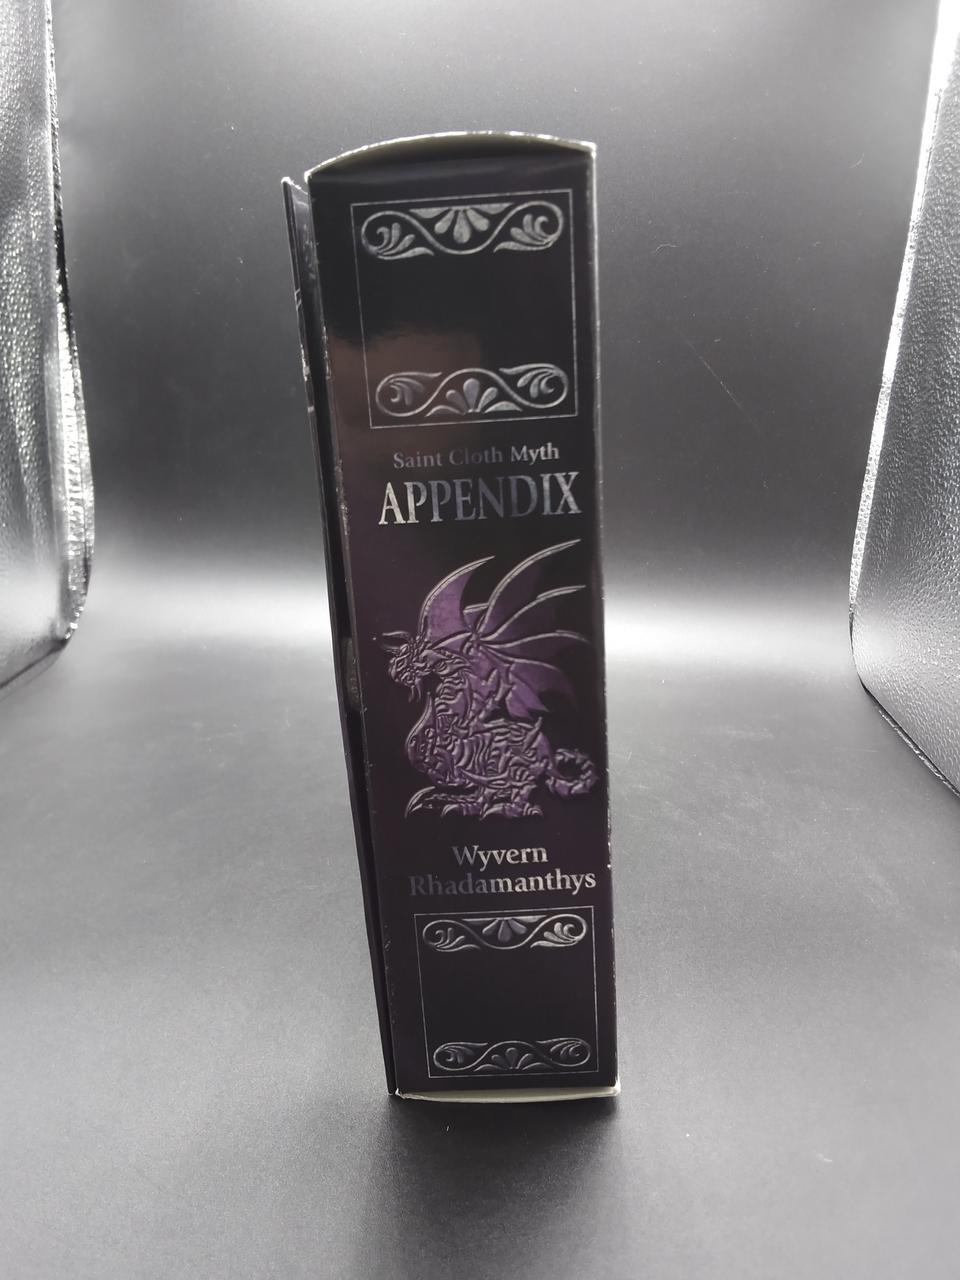 Saint Cloth Myth
APPENDIX
Wyvern
Rhadamanthys